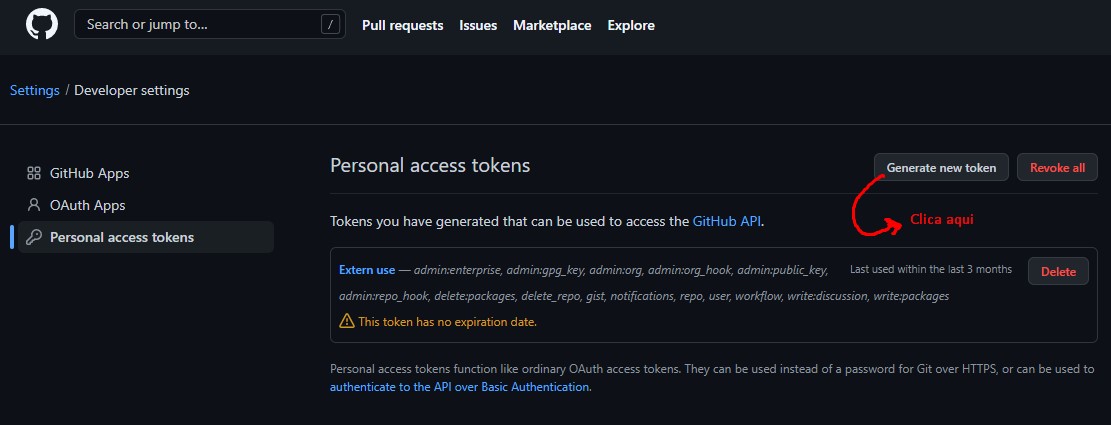 Search or jump to... /
Pull requests Issues Marketplace Explore
Settings / Developer settings
GitHub Apps
OAuth Apps
Personal access tokens
Personal access tokens
Generate new token
Revoke all
Clica aqui
Tokens you have generated that can be used to access the GitHub API.
Extern use — admin:enterprise, admin:gpg_key, admin:org, admin:org_hook, admin:public_key,
Last used within the last 3 months
Delete
admin:repo_hook, delete:packages, delete_repo, gist, notifications, repo, user, workflow, write:discussion, write:packages
This token has no expiration date.
Personal access tokens function like ordinary OAuth access tokens. They can be used instead of a password for Git over HTTPS, or can be used to
authenticate to the API over Basic Authentication.